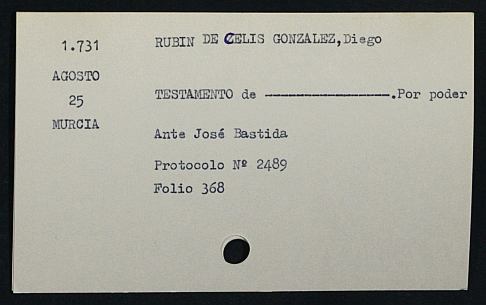 1.731
RUBIN DE CELIS GONZALEZ,Diego
AGOSTO
25
TESTAMENTO de -------------------.Por poder
MURCIA
Ante José Bastida
Protocolo Nº 2489
Folio 368